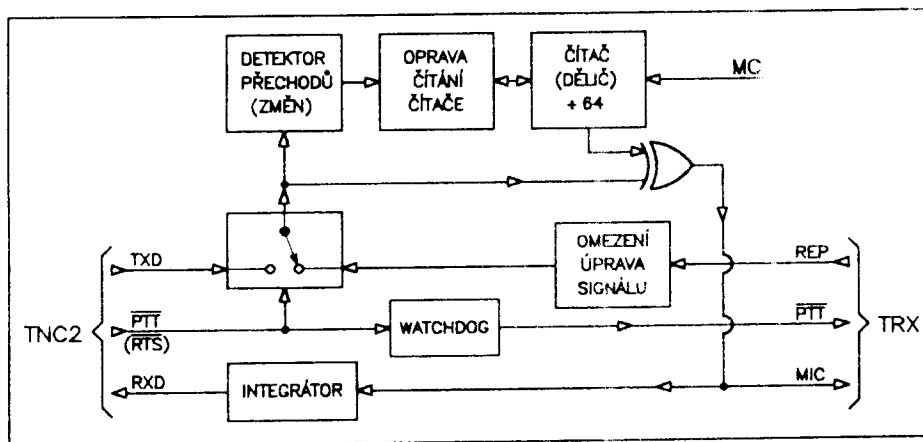 DETEKTOR
PŘECHODŮ
(ZMĚN)
OPRAVA
ČÍTÁNÍ
ČÍTAČE
ČÍTAČ
(DĚLIČ)
+ 64
MC
TXD
OMEZENÍ
ÚPRAVA
SIGNÁLU
REP
TNC2
PTT
(RTS)
WATCHDOG
PTT
TRX
RXD
INTEGRÁTOR
MIC